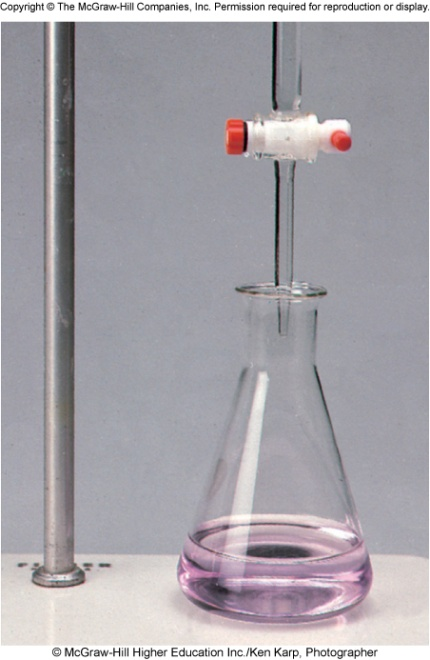 Copyright © The McGraw-Hill Companies, Inc. Permission required for reproduction or display.
© McGraw-Hill Higher Education Inc./Ken Karp, Photographer